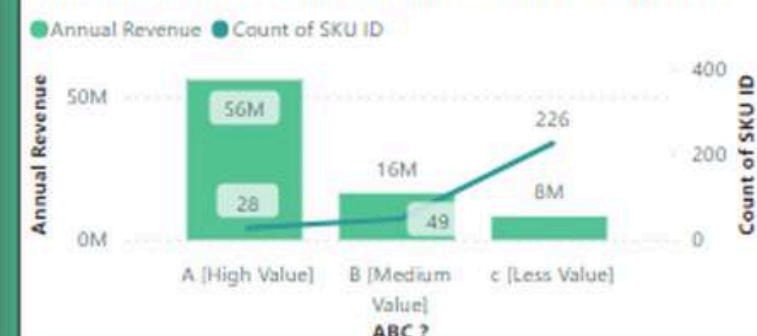 Annual Revenue Count of SKU ID
Annual Revenue
50M
0M
56M
28
16M
49
226
8M
400
200
0
Count of SKU ID
A [High Value]
B [Medium
Value]
c [Less Value]
ABC ?